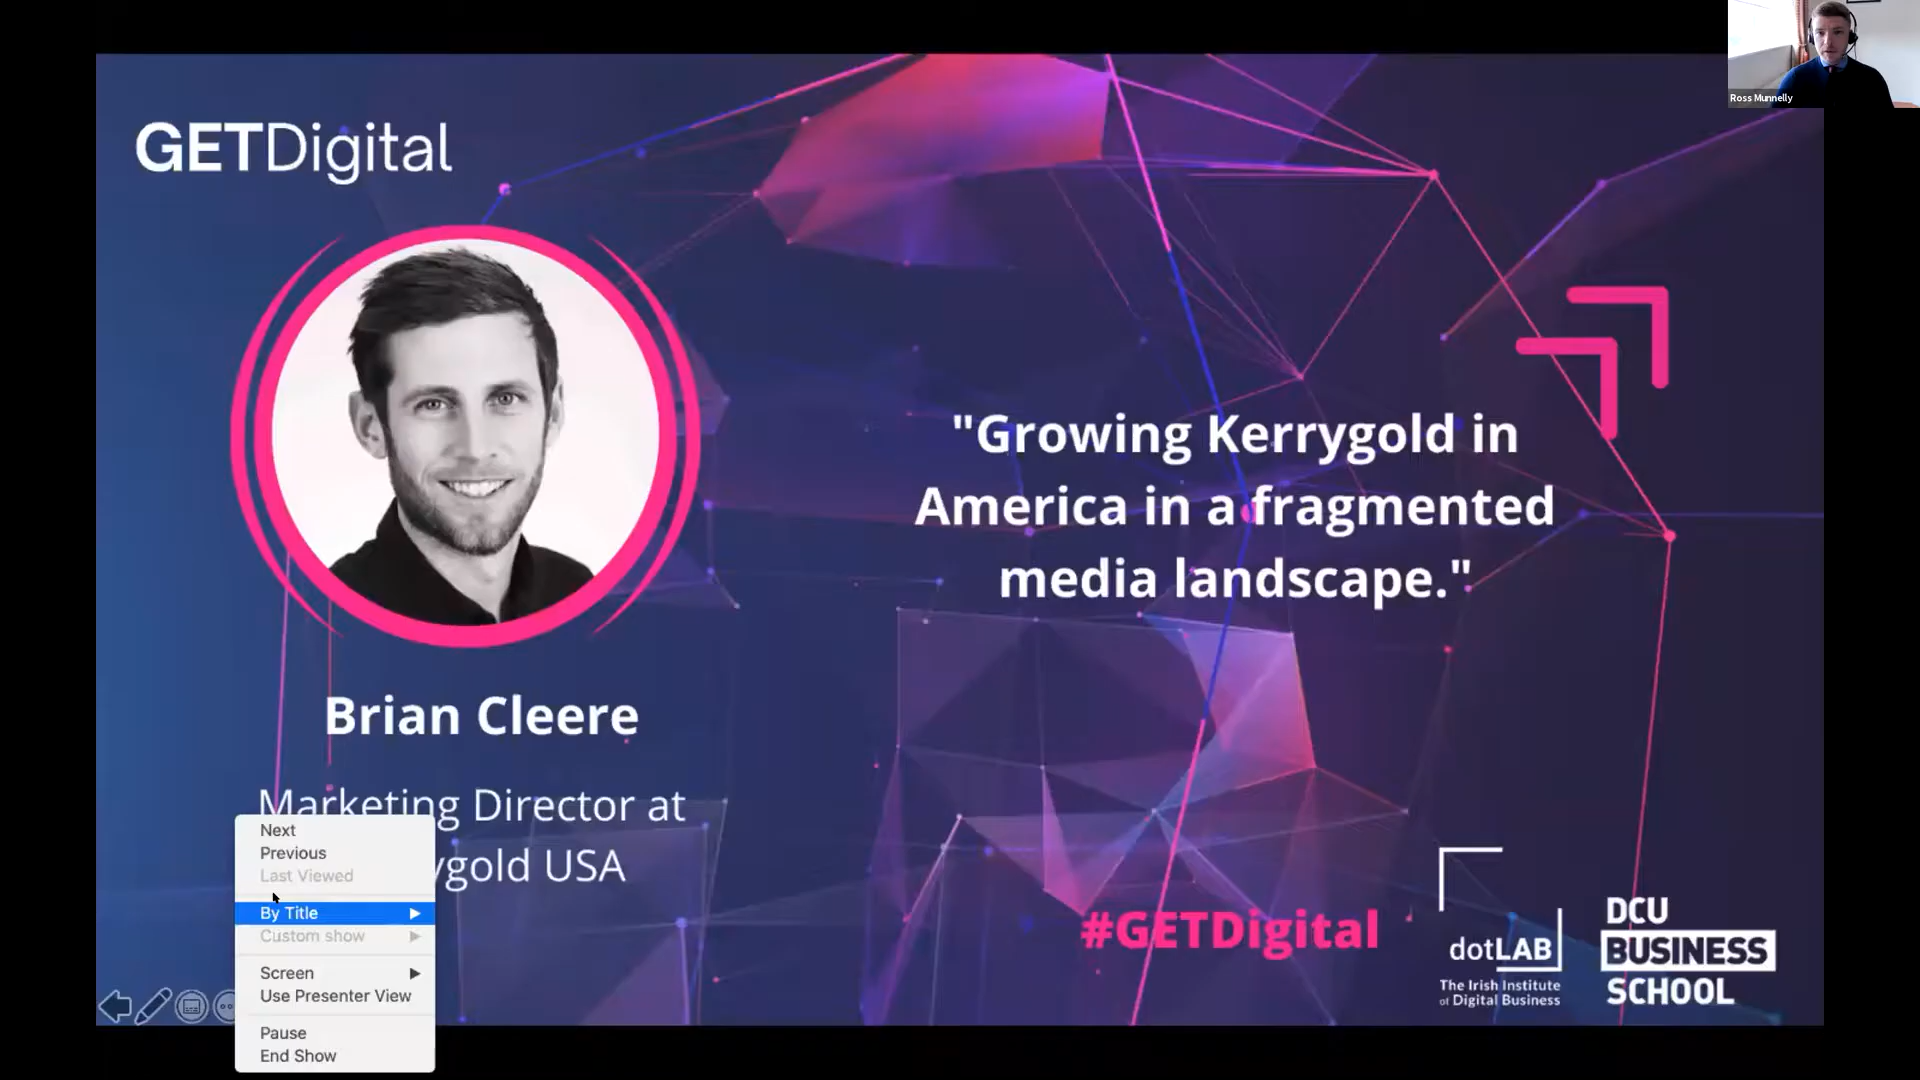 Ross Munnelly
GETDigital
"Growing Kerrygold in
America in a fragmented
media landscape."
Brian Cleere
Marketing Director at
ygold USA
Next
Previous
Last Viewed
By Title
Custom show
Screen
Use Presenter View
Pause
End Show
#GETDigital
dotLAB
The Irish Institute
of Digital Business
DCU
BUSINESS
SCHOOL